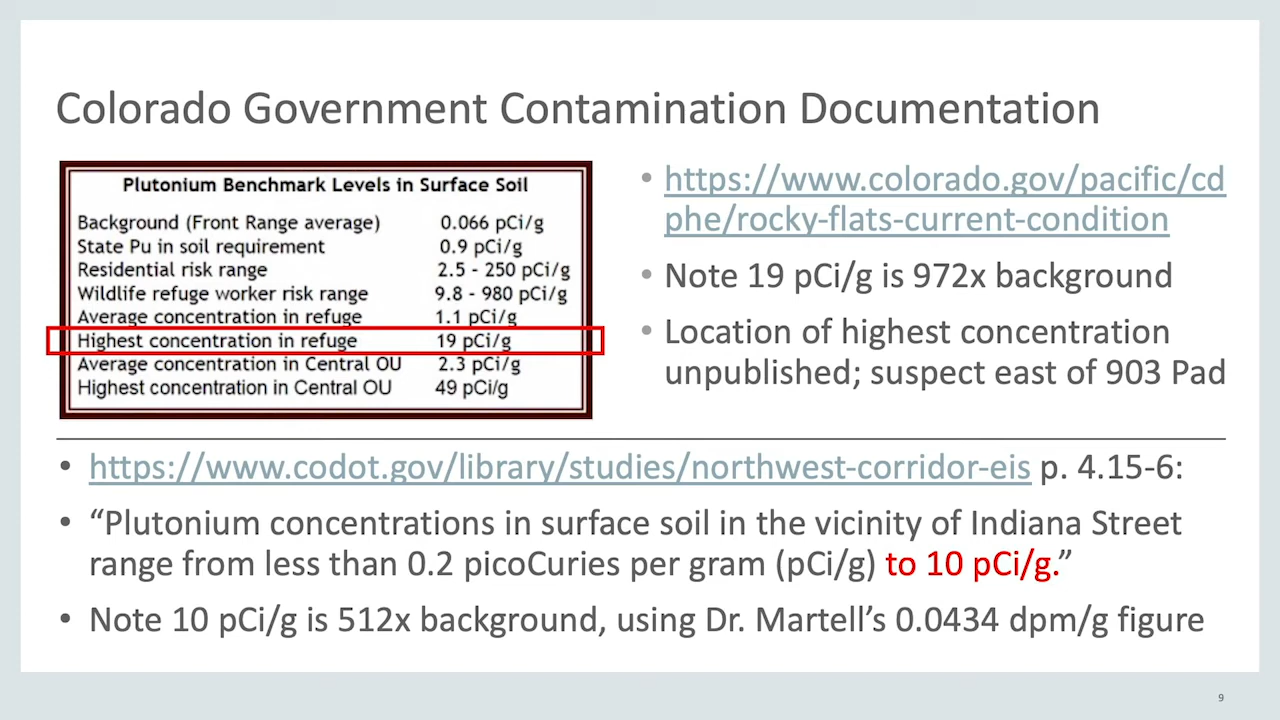 Colorado Government Contamination Documentation
Plutonium Benchmark Levels in Surface Soil
Background (Front Range average) 0.066 pCi/g
State Pu in soil requirement 0.9 pCi/g
Residential risk range 2.5 - 250 pCi/g
Wildlife refuge worker risk range 9.8 - 980 pCi/g
Average concentration in refuge 1.1 pCi/g
Highest concentration in refuge 19 pCi/g
Average concentration in Central OU 2.3 pCi/g
Highest concentration in Central OU 49 pCi/g
• https://www.colorado.gov/pacific/cd
phe/rocky-flats-current-condition
• Note 19 pCi/g is 972x background
• Location of highest concentration
unpublished; suspect east of 903 Pad
• https://www.codot.gov/library/studies/northwest-corridor-eis p. 4.15-6:
• “Plutonium concentrations in surface soil in the vicinity of Indiana Street
range from less than 0.2 picoCuries per gram (pCi/g) to 10 pCi/g.”
• Note 10 pCi/g is 512x background, using Dr. Martell’s 0.0434 dpm/g figure
9